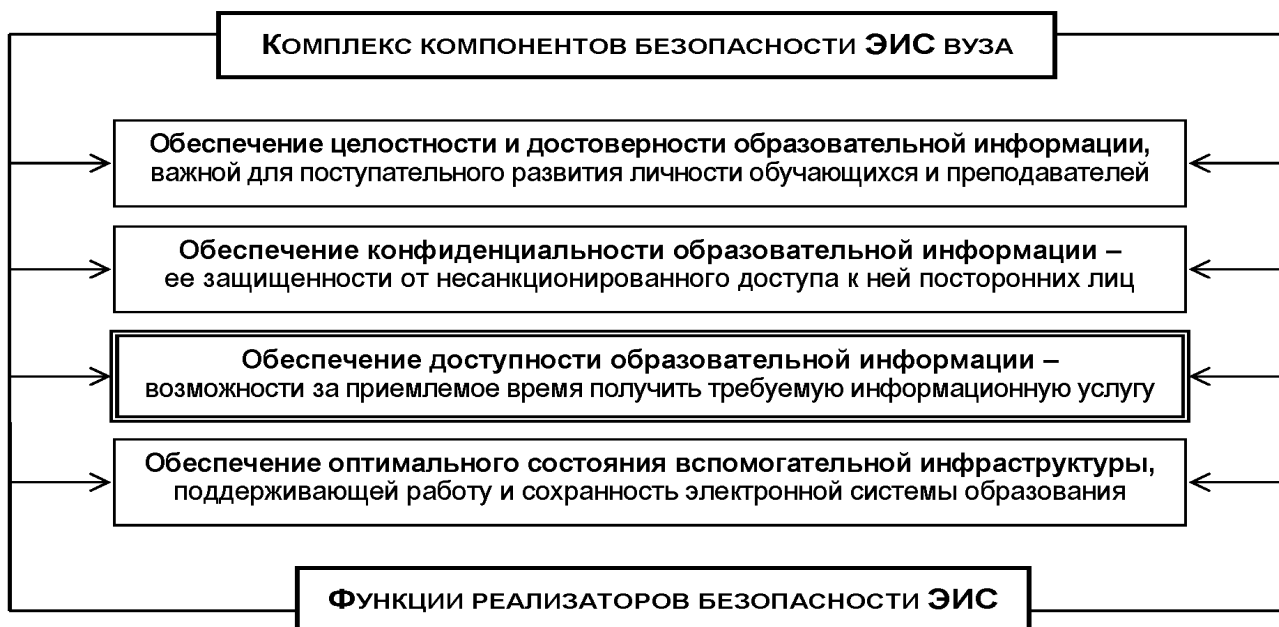 КОМПЛЕКС КОМПОНЕНТОВ БЕЗОПАСНОСТИ ЭИС ВУЗА
Обеспечение целостности и достоверности образовательной информации,
важной для поступательного развития личности обучающихся и преподавателей
Обеспечение конфиденциальности образовательной информации –
ее защищенности от несанкционированного доступа к ней посторонних лиц
Обеспечение доступности образовательной информации –
возможности за приемлемое время получить требуемую информационную услугу
Обеспечение оптимального состояния вспомогательной инфраструктуры,
поддерживающей работу и сохранность электронной системы образования
ФУНКЦИИ РЕАЛИЗАТОРОВ БЕЗОПАСНОСТИ ЭИС